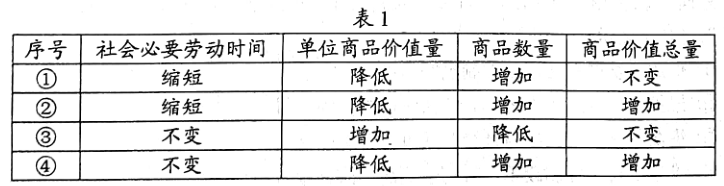 表1
序号 社会必要劳动时间 单位商品价值量 商品数量 商品价值总量
① 缩短 降低 增加 不变
② 缩短 降低 增加 增加
③ 不变 增加 降低 不变
④ 不变 降低 增加 增加